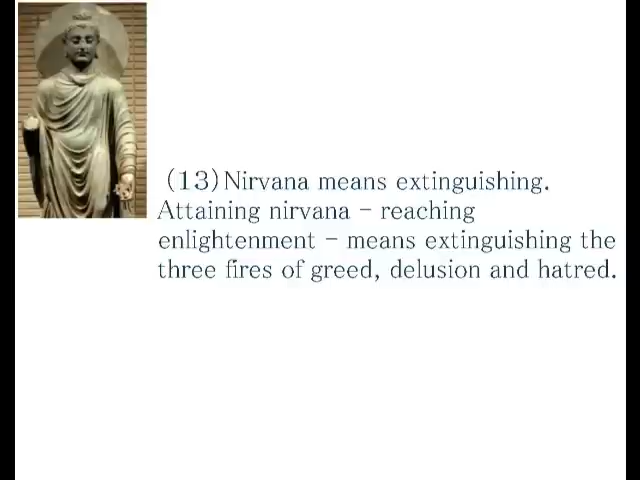 (13)Nirvana means extinguishing.
Attaining nirvana – reaching
enlightenment – means extinguishing the
three fires of greed, delusion and hatred.